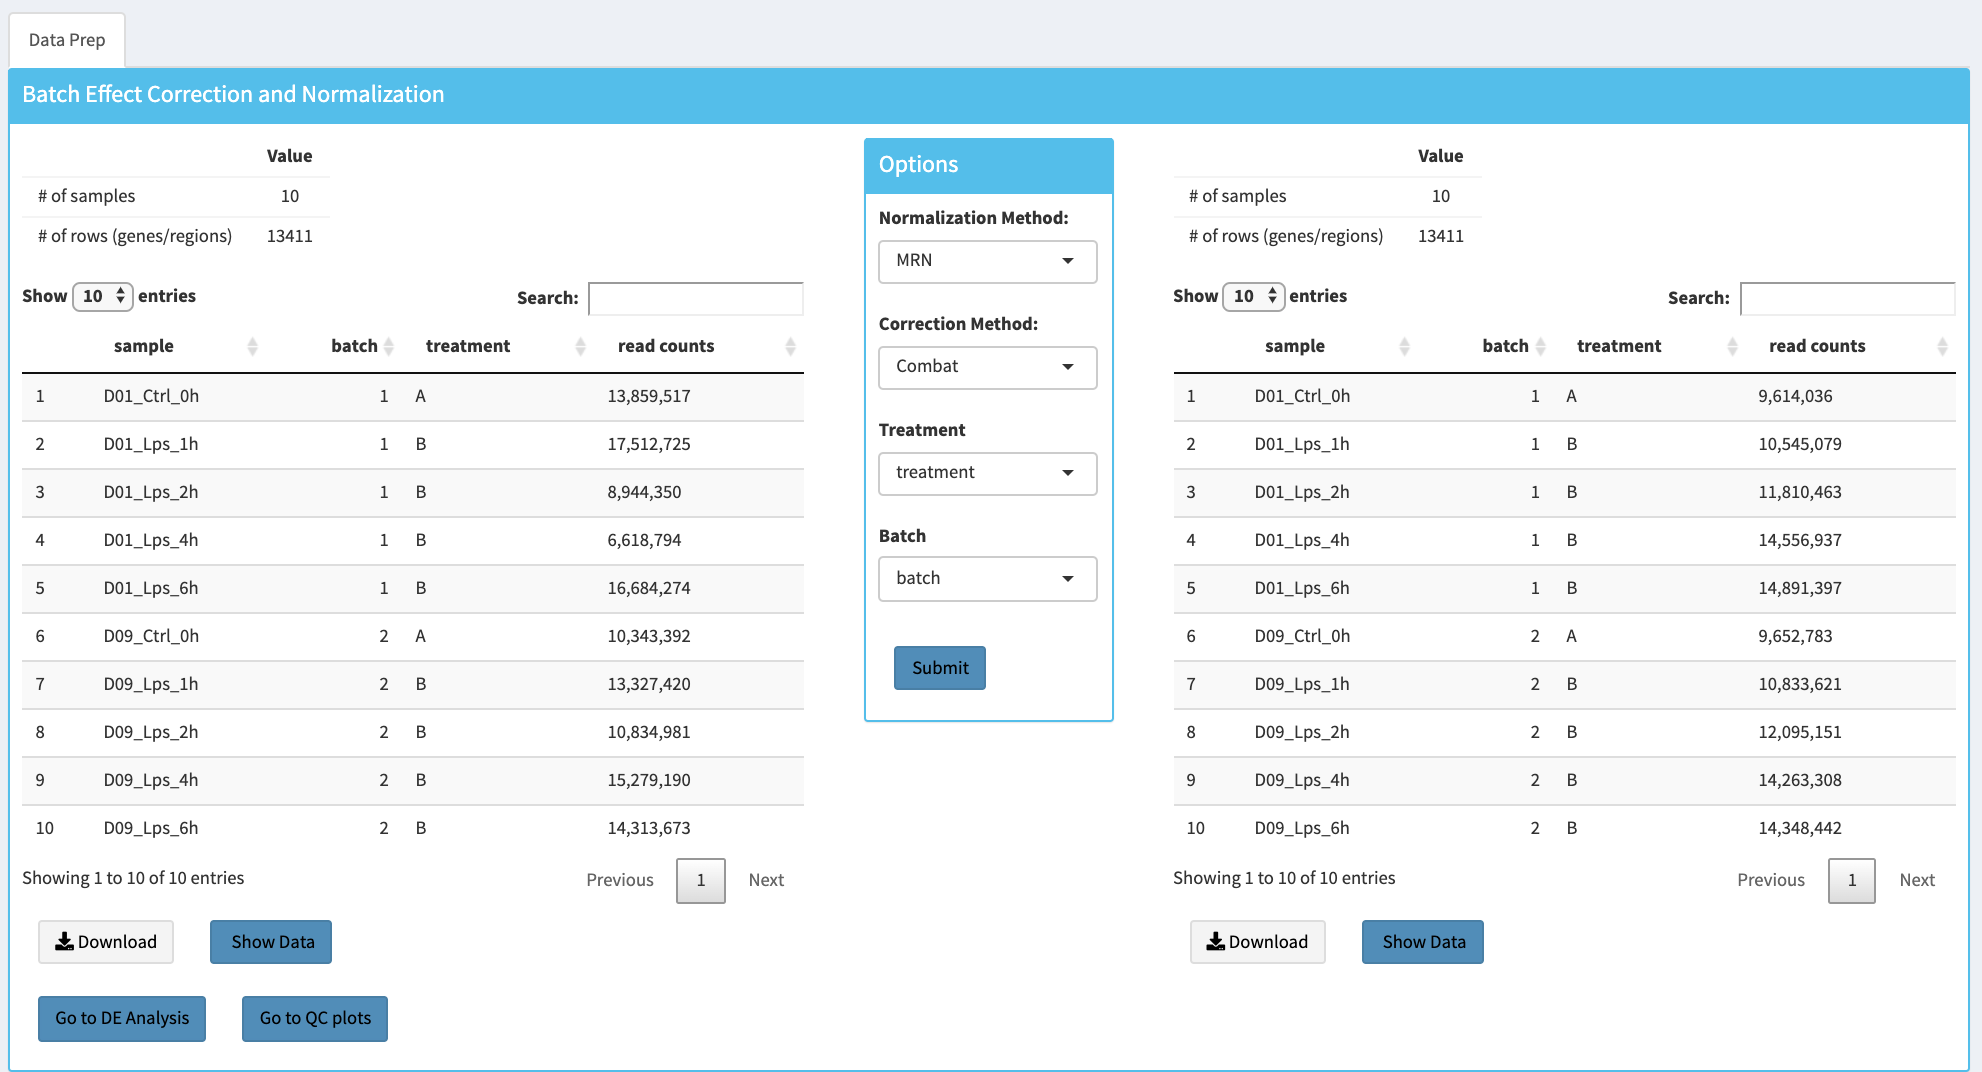 Data Prep
Batch Effect Correction and Normalization
Value
# of samples 10
# of rows (genes/regions) 13411
Show 10 entries
Search:
sample batch treatment read counts
1 D01_Ctrl_0h 1 A 13,859,517
2 D01_Lps_1h 1 B 17,512,725
3 D01_Lps_2h 1 B 8,944,350
4 D01_Lps_4h 1 B 6,618,794
5 D01_Lps_6h 1 B 16,684,274
6 D09_Ctrl_0h 2 A 10,343,392
7 D09_Lps_1h 2 B 13,327,420
8 D09_Lps_2h 2 B 10,834,981
9 D09_Lps_4h 2 B 15,279,190
10 D09_Lps_6h 2 B 14,313,673
Showing 1 to 10 of 10 entries
Previous 1 Next
Download Show Data
Go to DE Analysis Go to QC plots
Options
Normalization Method:
MRN
Correction Method:
Combat
Treatment
treatment
Batch
batch
Submit
Value
# of samples 10
# of rows (genes/regions) 13411
Show 10 entries
Search:
sample batch treatment read counts
1 D01_Ctrl_0h 1 A 9,614,036
2 D01_Lps_1h 1 B 10,545,079
3 D01_Lps_2h 1 B 11,810,463
4 D01_Lps_4h 1 B 14,556,937
5 D01_Lps_6h 1 B 14,891,397
6 D09_Ctrl_0h 2 A 9,652,783
7 D09_Lps_1h 2 B 10,833,621
8 D09_Lps_2h 2 B 12,095,151
9 D09_Lps_4h 2 B 14,263,308
10 D09_Lps_6h 2 B 14,348,442
Showing 1 to 10 of 10 entries
Previous 1 Next
Download Show Data